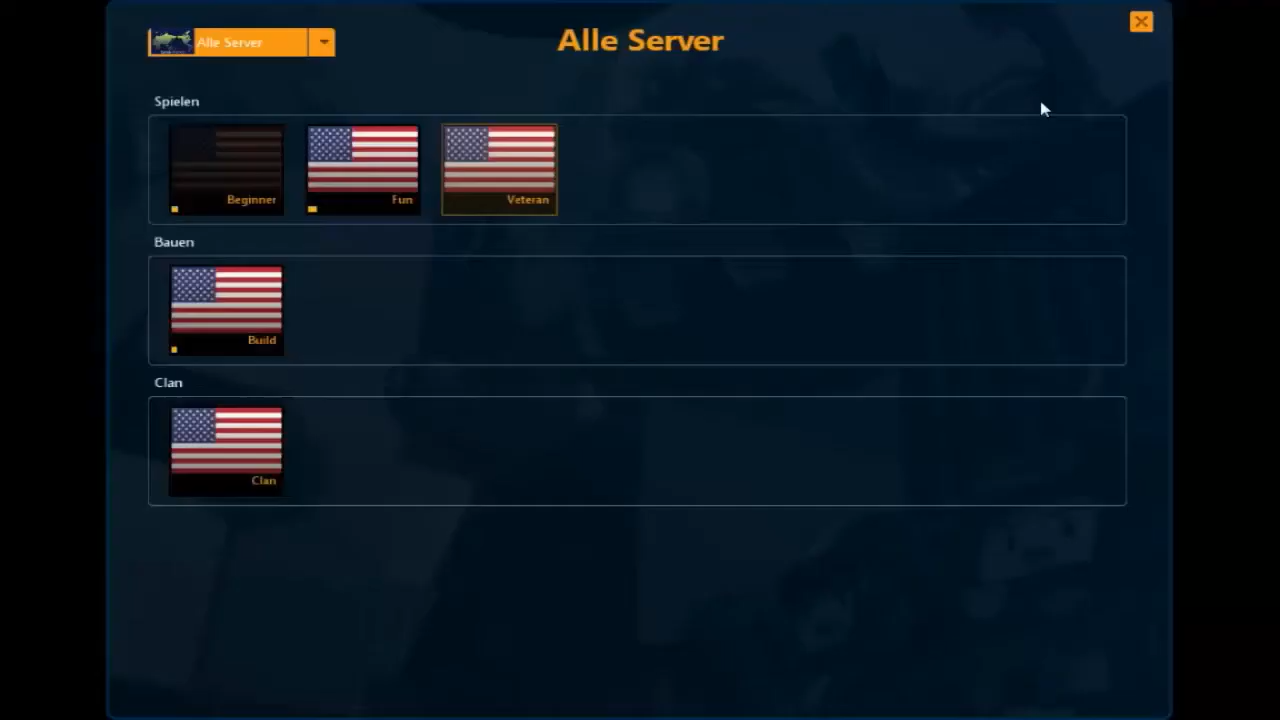 Alle Server
Alle Server
Spielen
Beginner
Fun
Veteran
Bauen
Build
Clan
Clan